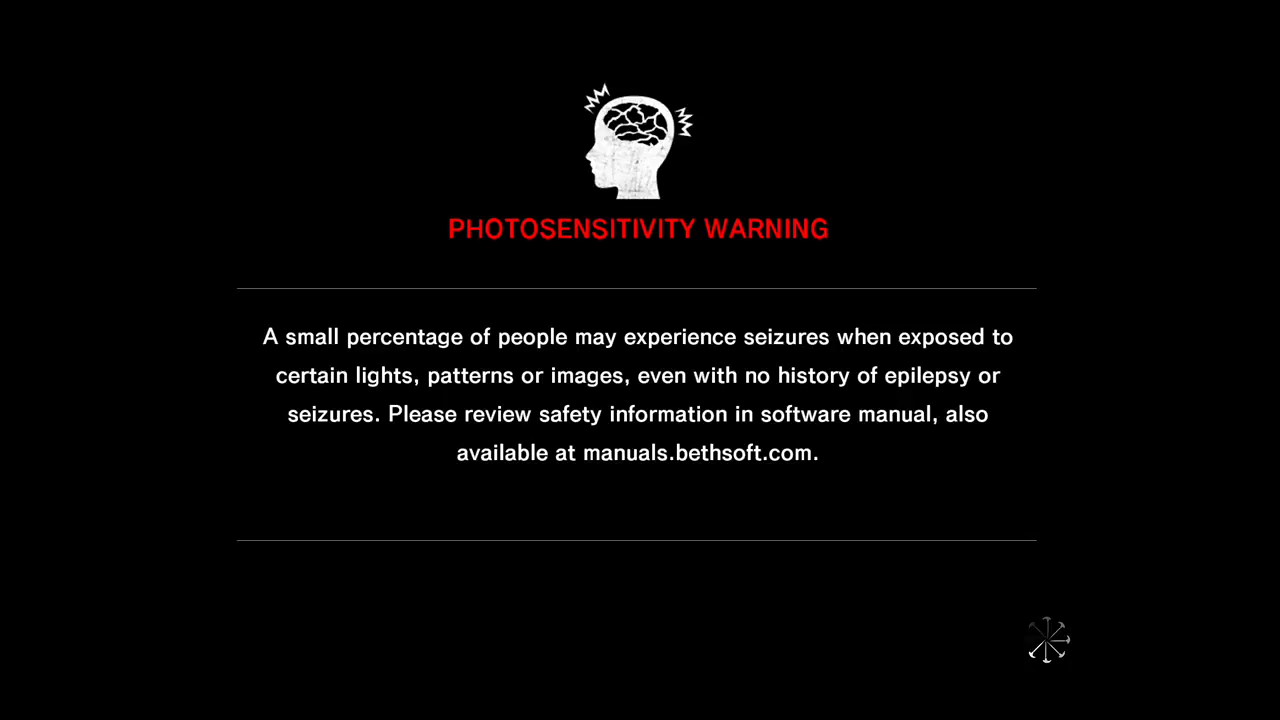 PHOTOSENSITIVITY WARNING
A small percentage of people may experience seizures when exposed to
certain lights, patterns or images, even with no history of epilepsy or
seizures. Please review safety information in software manual, also
available at manuals.bethsoft.com.